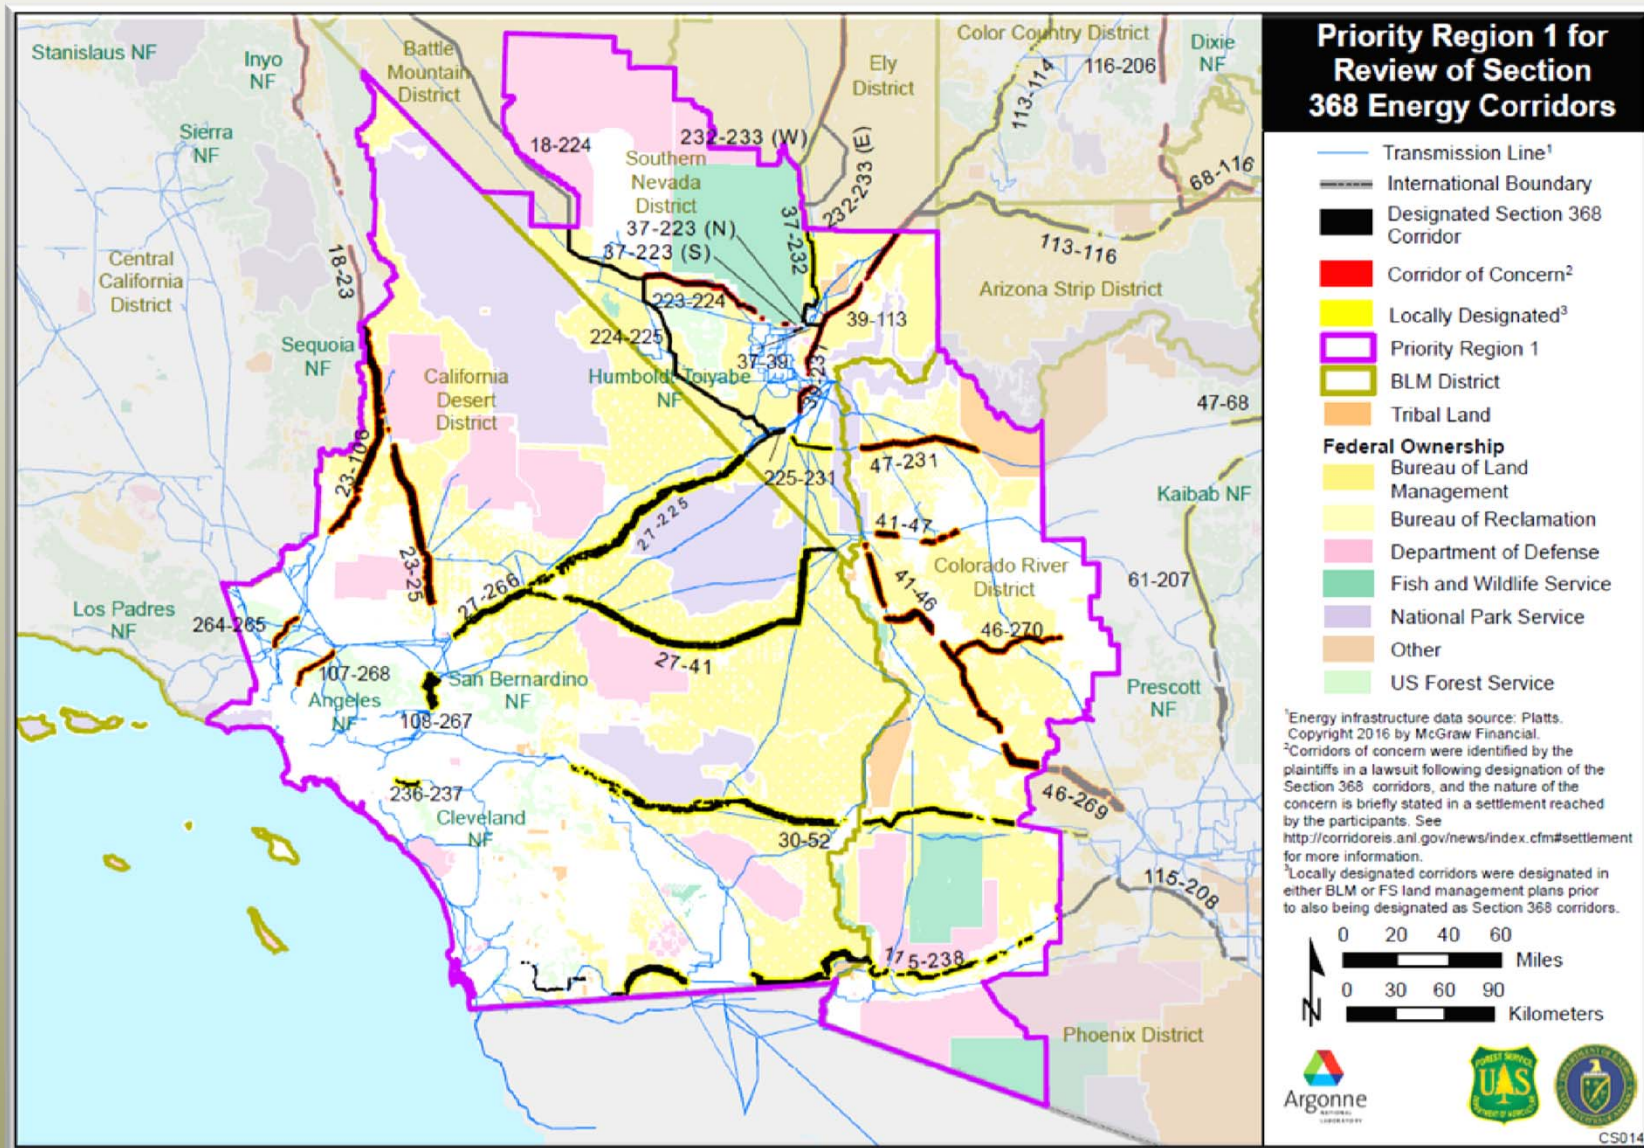 Priority Region 1 for
Review of Section
368 Energy Corridors
Transmission Line¹
International Boundary
Designated Section 368
Corridor
Corridor of Concern²
Locally Designated³
Priority Region 1
BLM District
Tribal Land
Federal Ownership
Bureau of Land
Management
Bureau of Reclamation
Department of Defense
Fish and Wildlife Service
National Park Service
Other
US Forest Service
¹Energy infrastructure data source: Platts.
Copyright 2016 by McGraw Financial.
²Corridors of concern were identified by the
plaintiffs in a lawsuit following designation of the
Section 368 corridors, and the nature of the
concern is briefly stated in a settlement reached
by the participants. See
http://corridoreis.anl.gov/news/index.cfm#settlement
for more information.
³Locally designated corridors were designated in
either BLM or FS land management plans prior
to also being designated as Section 368 corridors.
0 20 40 60
Miles
0 30 60 90
Kilometers
N
Argonne
NATIONAL
LABORATORY
FOREST SERVICE
UAS
DEPARTMENT OF AGRICULTURE
CS014
Stanislaus NF
Inyo
NF
Battle
Mountain
District
Ely
District
Color Country District
116-206
Dixie
NF
113-114
Sierra
NF
18-224
232-233 (W)
232-233 (E)
68-116
Southern
Nevada
District
37-223 (N)
37-223 (S)
37-232
113-116
Central
California
District
18-23
Arizona Strip District
223-224
39-113
224-225
37-39
39-231
Sequoia
NF
California
Desert
District
Humboldt-Toiyabe
NF
47-68
23-106
225-231
47-231
27-225
Kaibab NF
41-47
23-25
27-266
Colorado River
District
41-46
61-207
Los Padres
NF
264-265
46-270
27-41
107-268
Angeles
NF
San Bernardino
NF
108-267
Prescott
NF
236-237
Cleveland
NF
46-269
30-52
115-208
115-238
Phoenix District